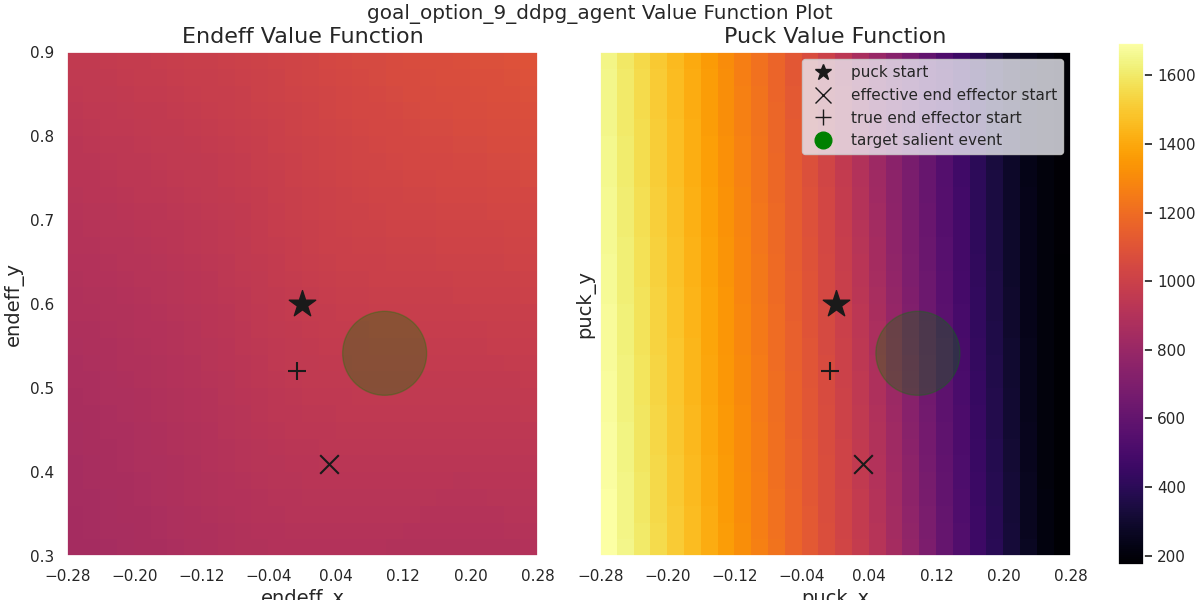 goal_option_9_ddpg_agent Value Function Plot
Endeff Value Function
Puck Value Function
0.9
0.8
0.7
0.6
0.5
0.4
0.3
endeff_y
−0.28 −0.20 −0.12 −0.04 0.04 0.12 0.20 0.28
endeff_x
puck_y
puck start
effective end effector start
true end effector start
target salient event
−0.28 −0.20 −0.12 −0.04 0.04 0.12 0.20 0.28
puck_x
1600
1400
1200
1000
800
600
400
200